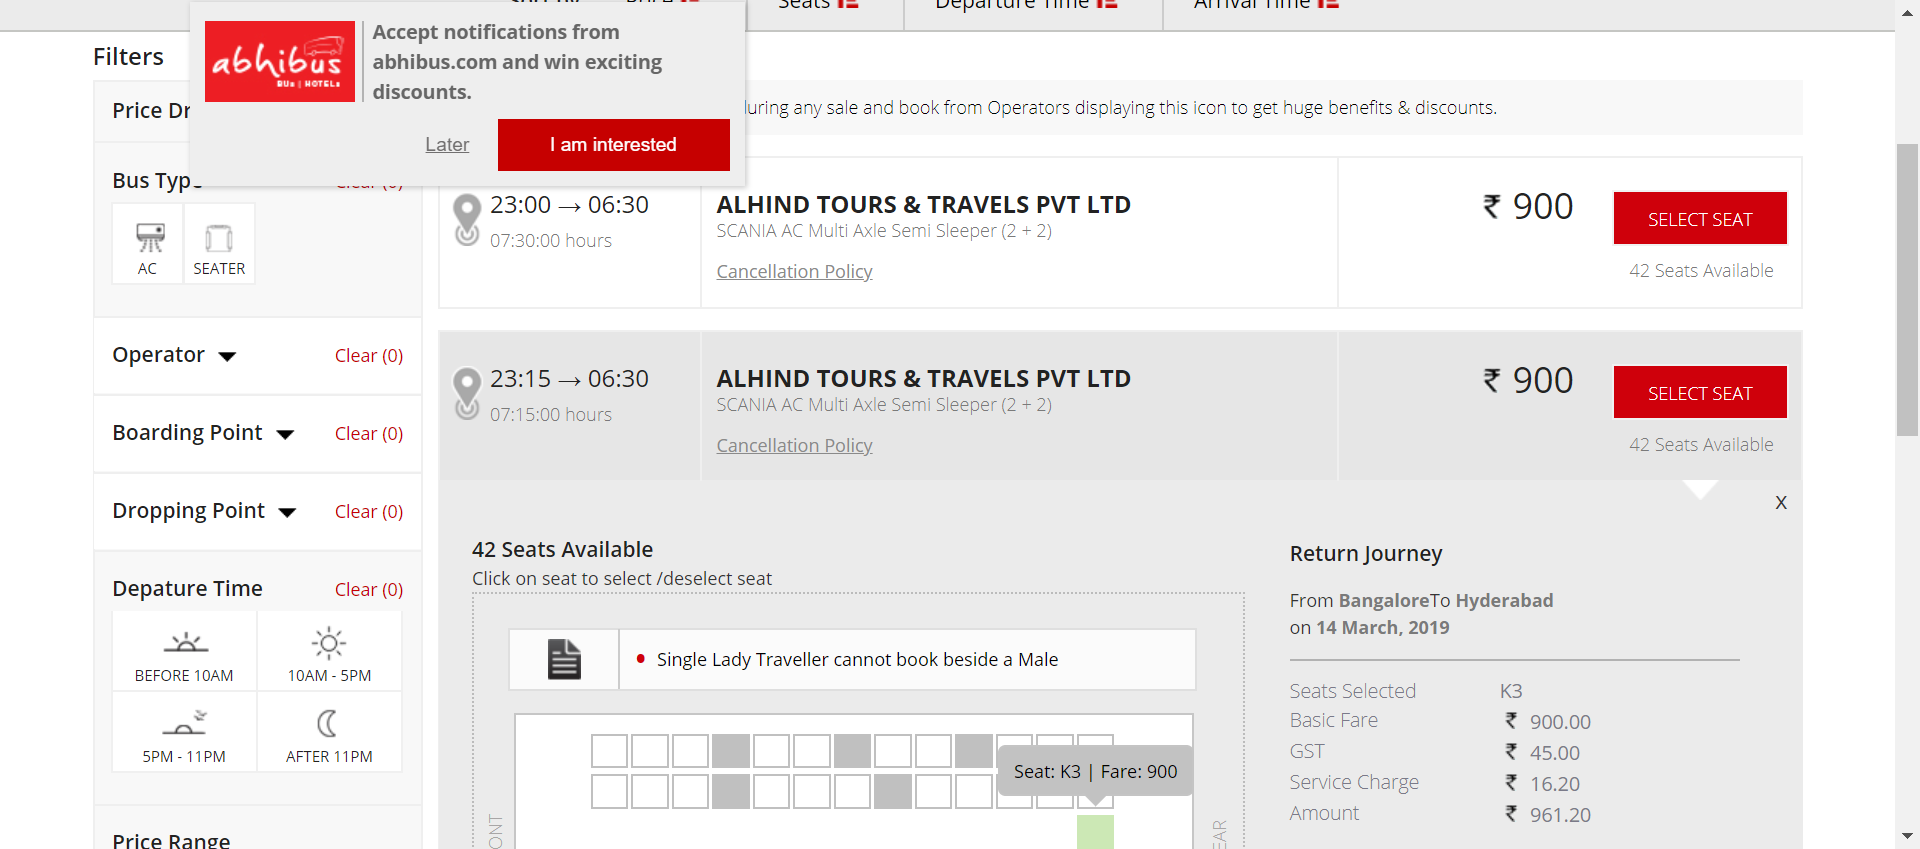 Sort By
Price
Seats
Departure Time
Arrival Time
Filters
abhibus
BUS | HOTELS
Accept notifications from
abhibus.com and win exciting
discounts.
Later
I am interested
during any sale and book from Operators displaying this icon to get huge benefits & discounts.
Price Dr
Bus Type
Clear (0)
AC
SEATER
Operator
Clear (0)
Boarding Point
Clear (0)
Dropping Point
Clear (0)
Depature Time
Clear (0)
BEFORE 10AM
10AM - 5PM
5PM - 11PM
AFTER 11PM
Price Range
23:00 → 06:30
07:30:00 hours
ALHIND TOURS & TRAVELS PVT LTD
SCANIA AC Multi Axle Semi Sleeper (2 + 2)
Cancellation Policy
₹ 900
SELECT SEAT
42 Seats Available
23:15 → 06:30
07:15:00 hours
ALHIND TOURS & TRAVELS PVT LTD
SCANIA AC Multi Axle Semi Sleeper (2 + 2)
Cancellation Policy
₹ 900
SELECT SEAT
42 Seats Available
X
42 Seats Available
Click on seat to select /deselect seat
• Single Lady Traveller cannot book beside a Male
Seat: K3 | Fare: 900
ONT
EAR
Return Journey
From BangaloreTo Hyderabad
on 14 March, 2019
Seats Selected K3
Basic Fare ₹ 900.00
GST ₹ 45.00
Service Charge ₹ 16.20
Amount ₹ 961.20